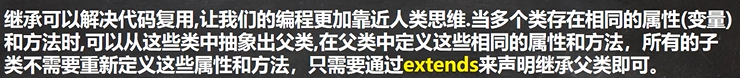 继承可以解决代码复用,让我们的编程更加靠近人类思维.当多个类存在相同的属性(变量)
和方法时,可以从这些类中抽象出父类,在父类中定义这些相同的属性和方法，所有的子
类不需要重新定义这些属性和方法，只需要通过extends来声明继承父类即可。